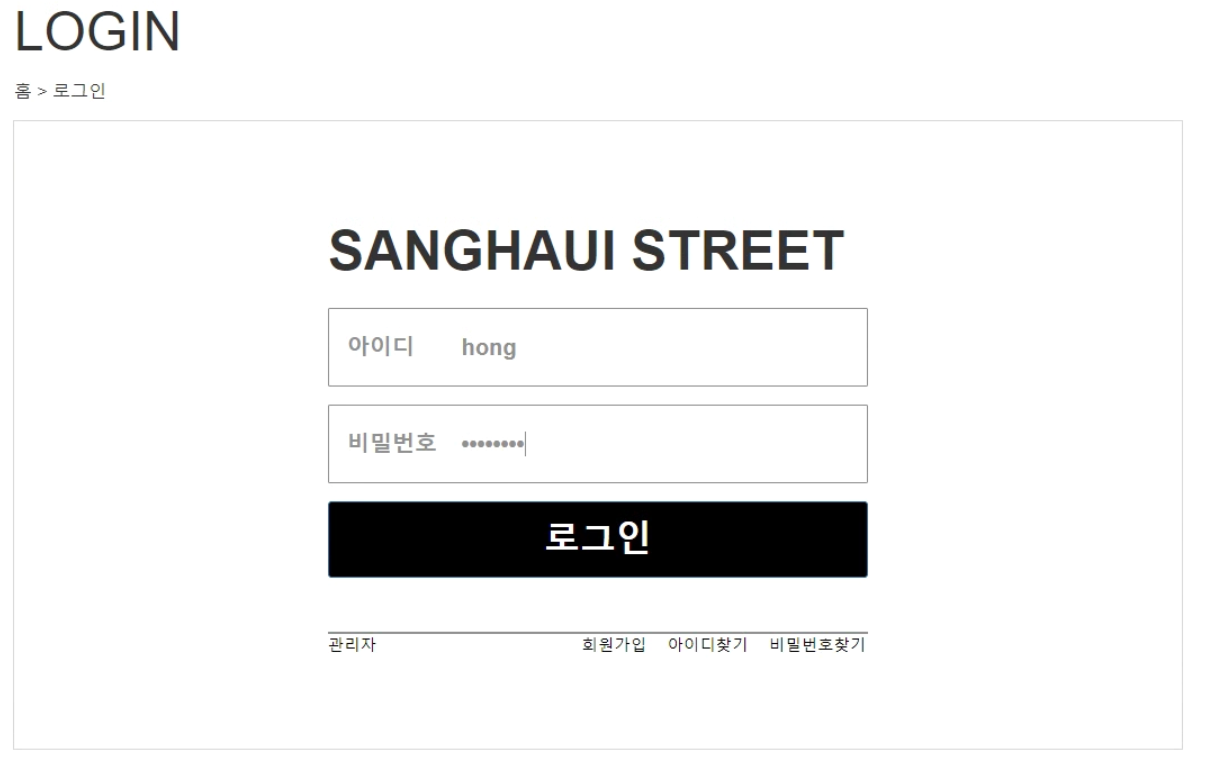 LOGIN
홈 > 로그인
SANGHAUI STREET
아이디 hong
비밀번호 ••••••••
로그인
관리자 회원가입 아이디찾기 비밀번호찾기